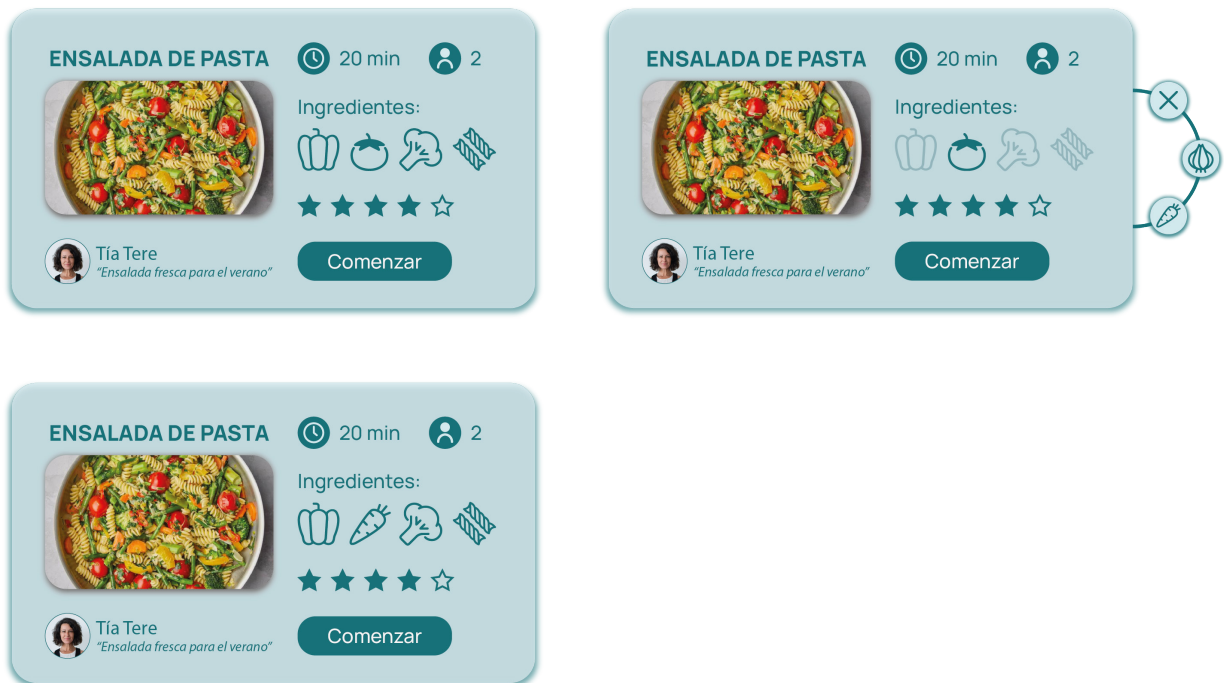 ENSALADA DE PASTA
20 min
2
Ingredientes:
Tía Tere
“Ensalada fresca para el verano”
Comenzar
ENSALADA DE PASTA
20 min
2
Ingredientes:
Tía Tere
“Ensalada fresca para el verano”
Comenzar
ENSALADA DE PASTA
20 min
2
Ingredientes:
Tía Tere
“Ensalada fresca para el verano”
Comenzar